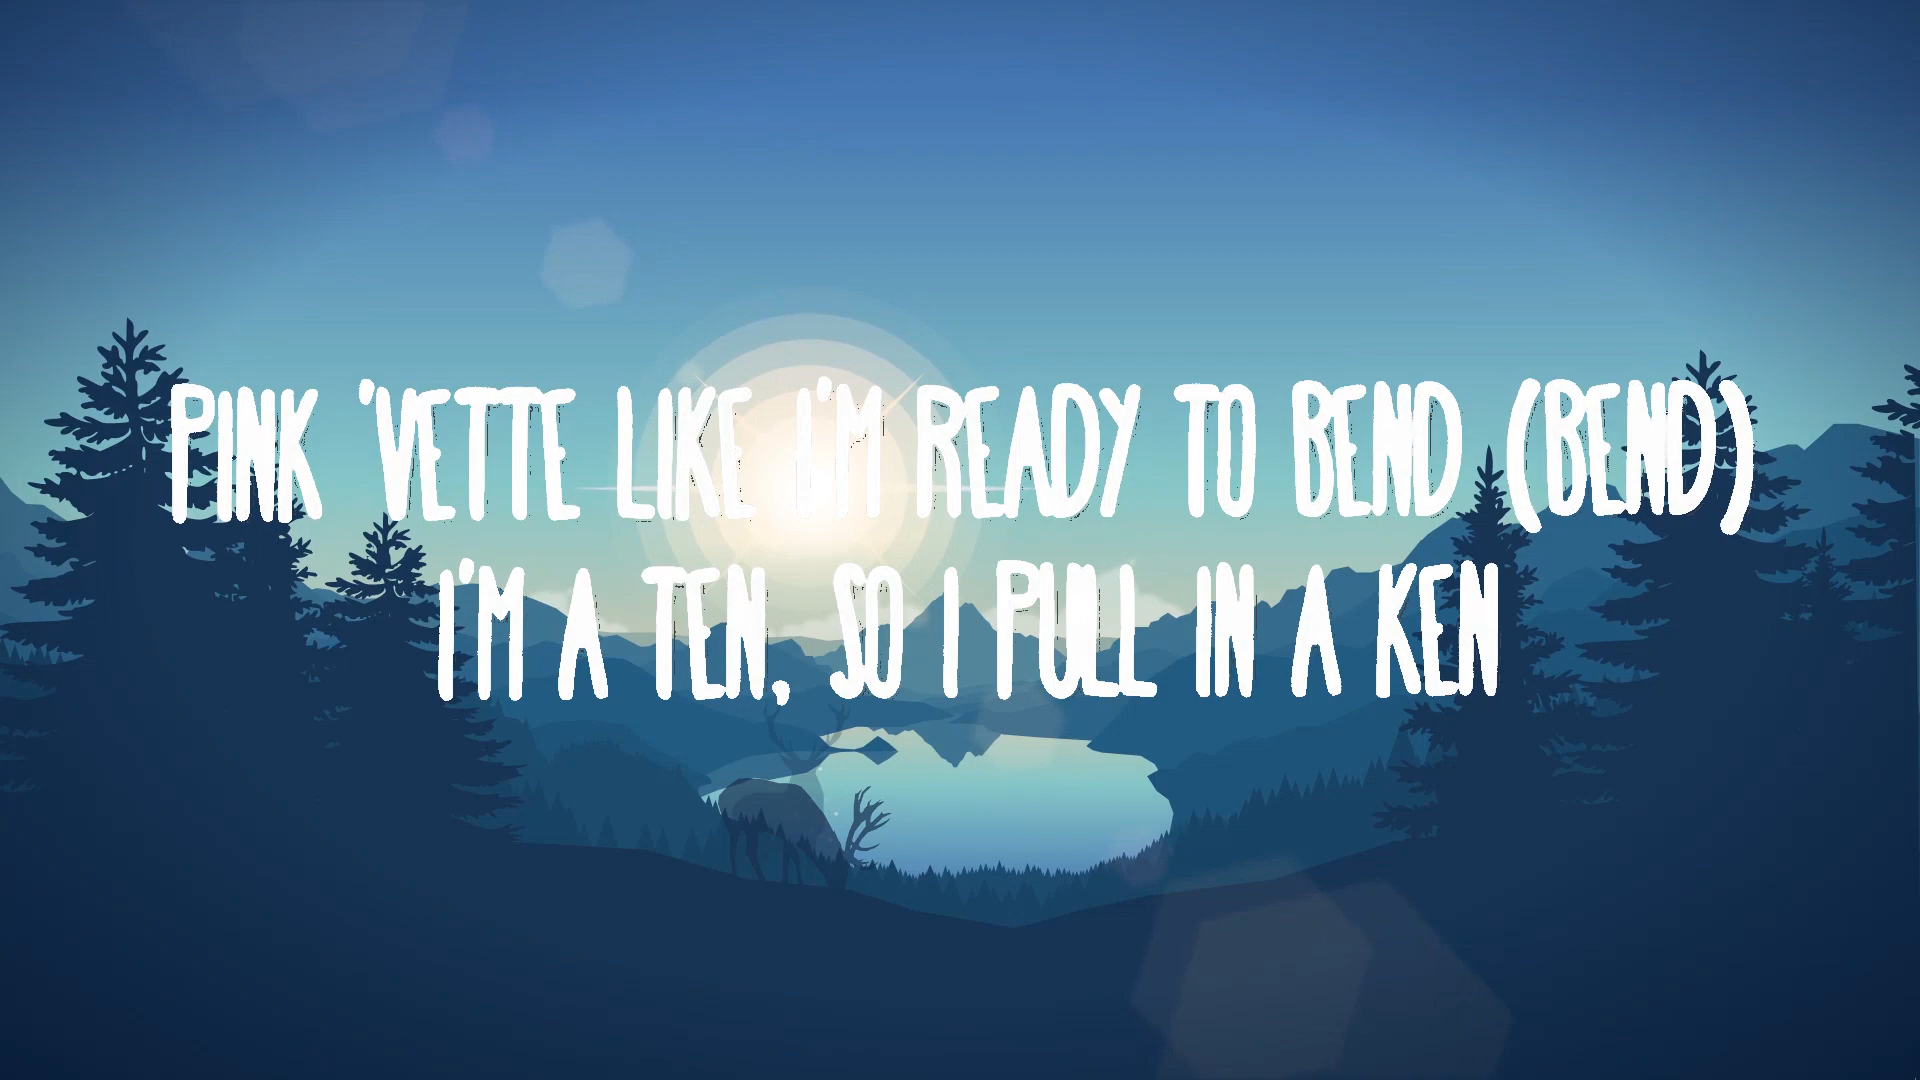 PINK 'VETTE LIKE I'M READY TO BEND (BEND)
I'M A TEN, SO I PULL IN A KEN